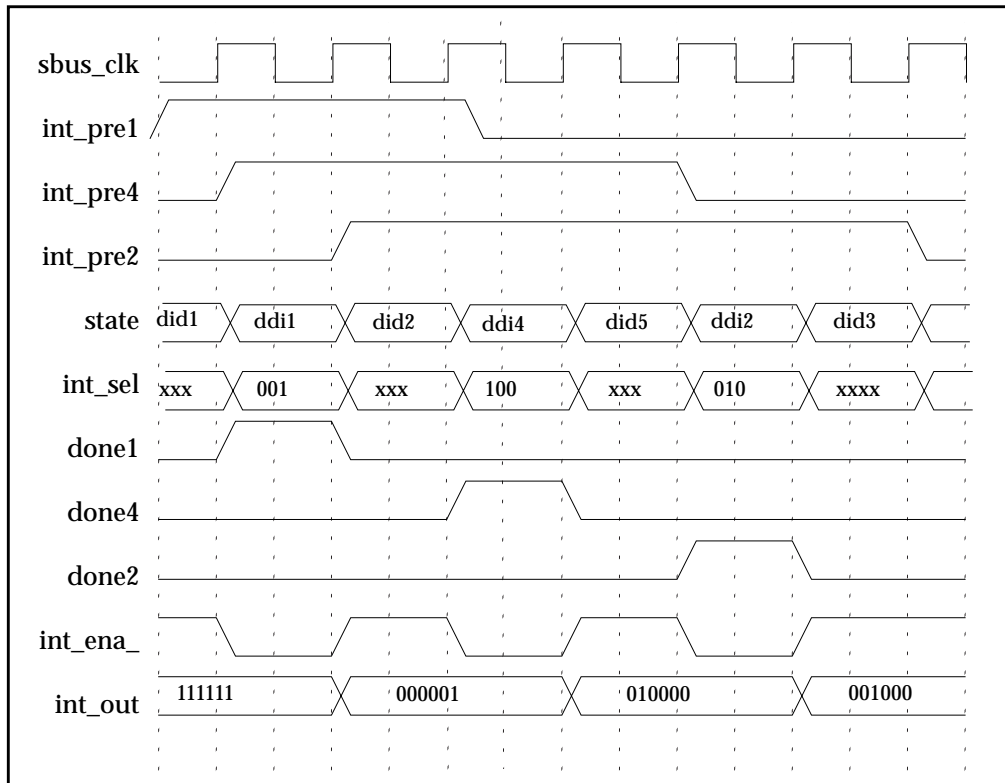 sbus_clk
int_pre1
int_pre4
int_pre2
state did1 ddi1 did2 ddi4 did5 ddi2 did3
int_sel xxx 001 xxx 100 xxx 010 xxxx
done1
done4
done2
int_ena_
int_out 111111 000001 010000 001000